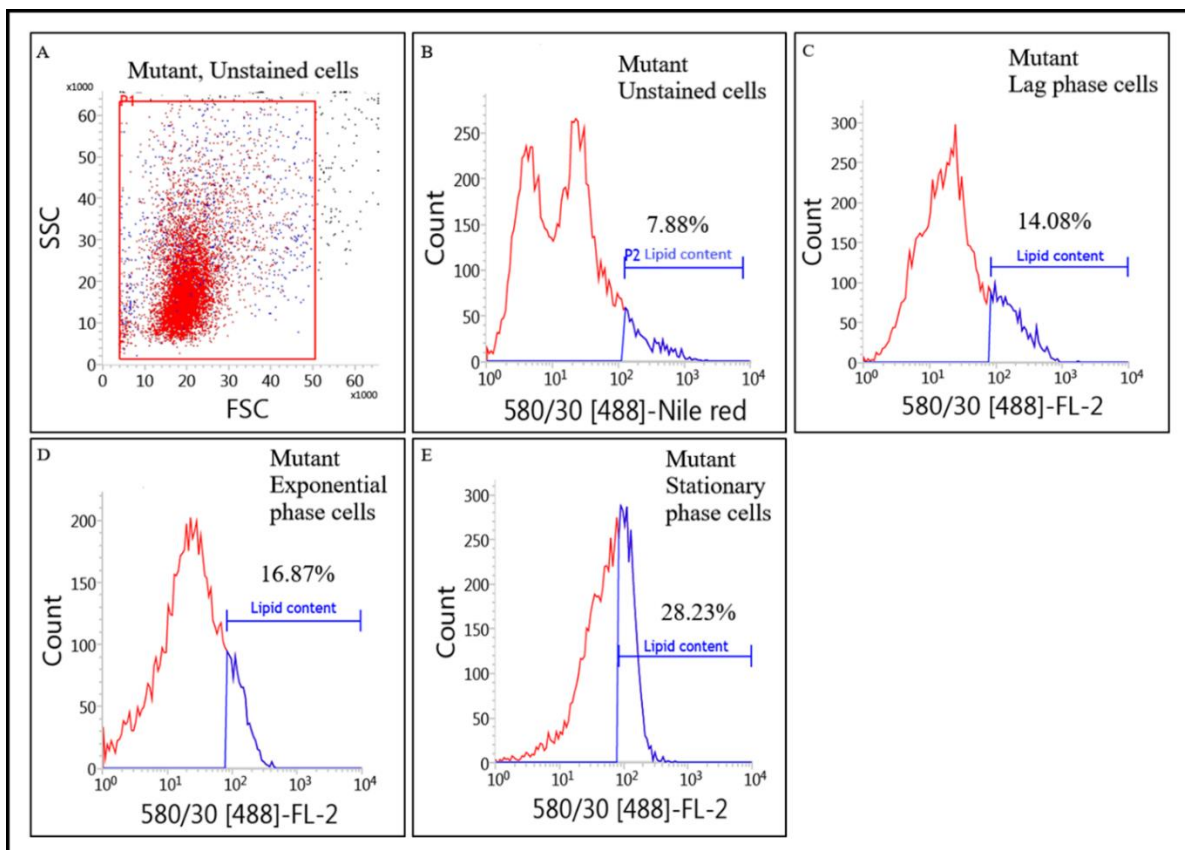 A
Mutant, Unstained cells
x1000
P1
60
50
40
30
20
10
0
SSC
0 10 20 30 40 50 60
x1000
FSC
B
Mutant
Unstained cells
7.88%
P2 Lipid content
250
200
150
100
50
0
Count
10⁰ 10¹ 10² 10³ 10⁴
580/30 [488]-Nile red
C
Mutant
Lag phase cells
14.08%
Lipid content
350
300
250
200
150
100
50
0
Count
10⁰ 10¹ 10² 10³ 10⁴
580/30 [488]-FL-2
D
Mutant
Exponential
phase cells
16.87%
Lipid content
200
150
100
50
0
Count
10⁰ 10¹ 10² 10³ 10⁴
580/30 [488]-FL-2
E
Mutant
Stationary
phase cells
28.23%
Lipid content
300
250
200
150
100
50
0
Count
10⁰ 10¹ 10² 10³ 10⁴
580/30 [488]-FL-2